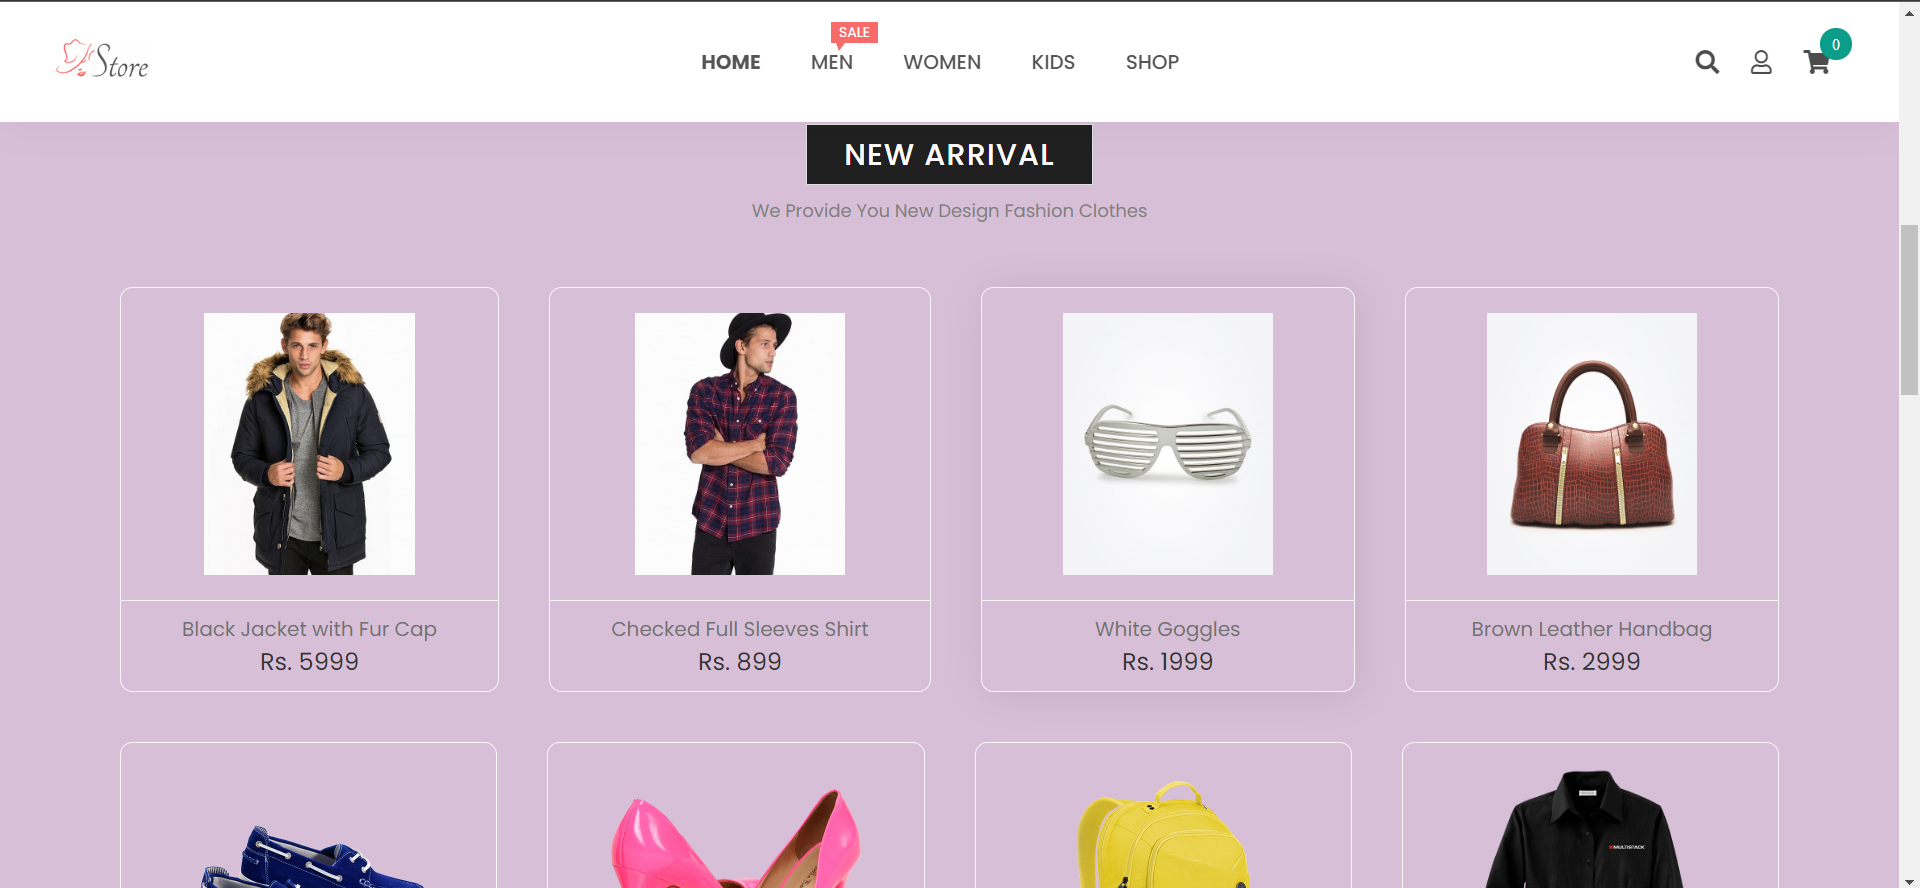 Store
SALE
HOME MEN WOMEN KIDS SHOP
0
NEW ARRIVAL
We Provide You New Design Fashion Clothes
Black Jacket with Fur Cap
Rs. 5999
Checked Full Sleeves Shirt
Rs. 899
White Goggles
Rs. 1999
Brown Leather Handbag
Rs. 2999
MULTISTACK